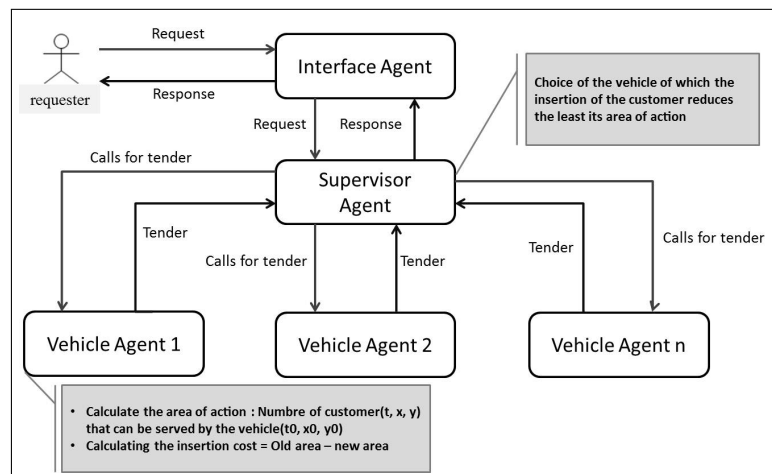 Request
Interface Agent
requester
Response
Choice of the vehicle of which the
insertion of the customer reduces
the least its area of action
Request
Response
Calls for tender
Supervisor
Agent
Tender
Calls for tender
Tender
Tender
Calls for tender
Vehicle Agent 1
Vehicle Agent 2
Vehicle Agent n
• Calculate the area of action : Numbre of customer(t, x, y)
that can be served by the vehicle(t0, x0, y0)
• Calculating the insertion cost = Old area – new area